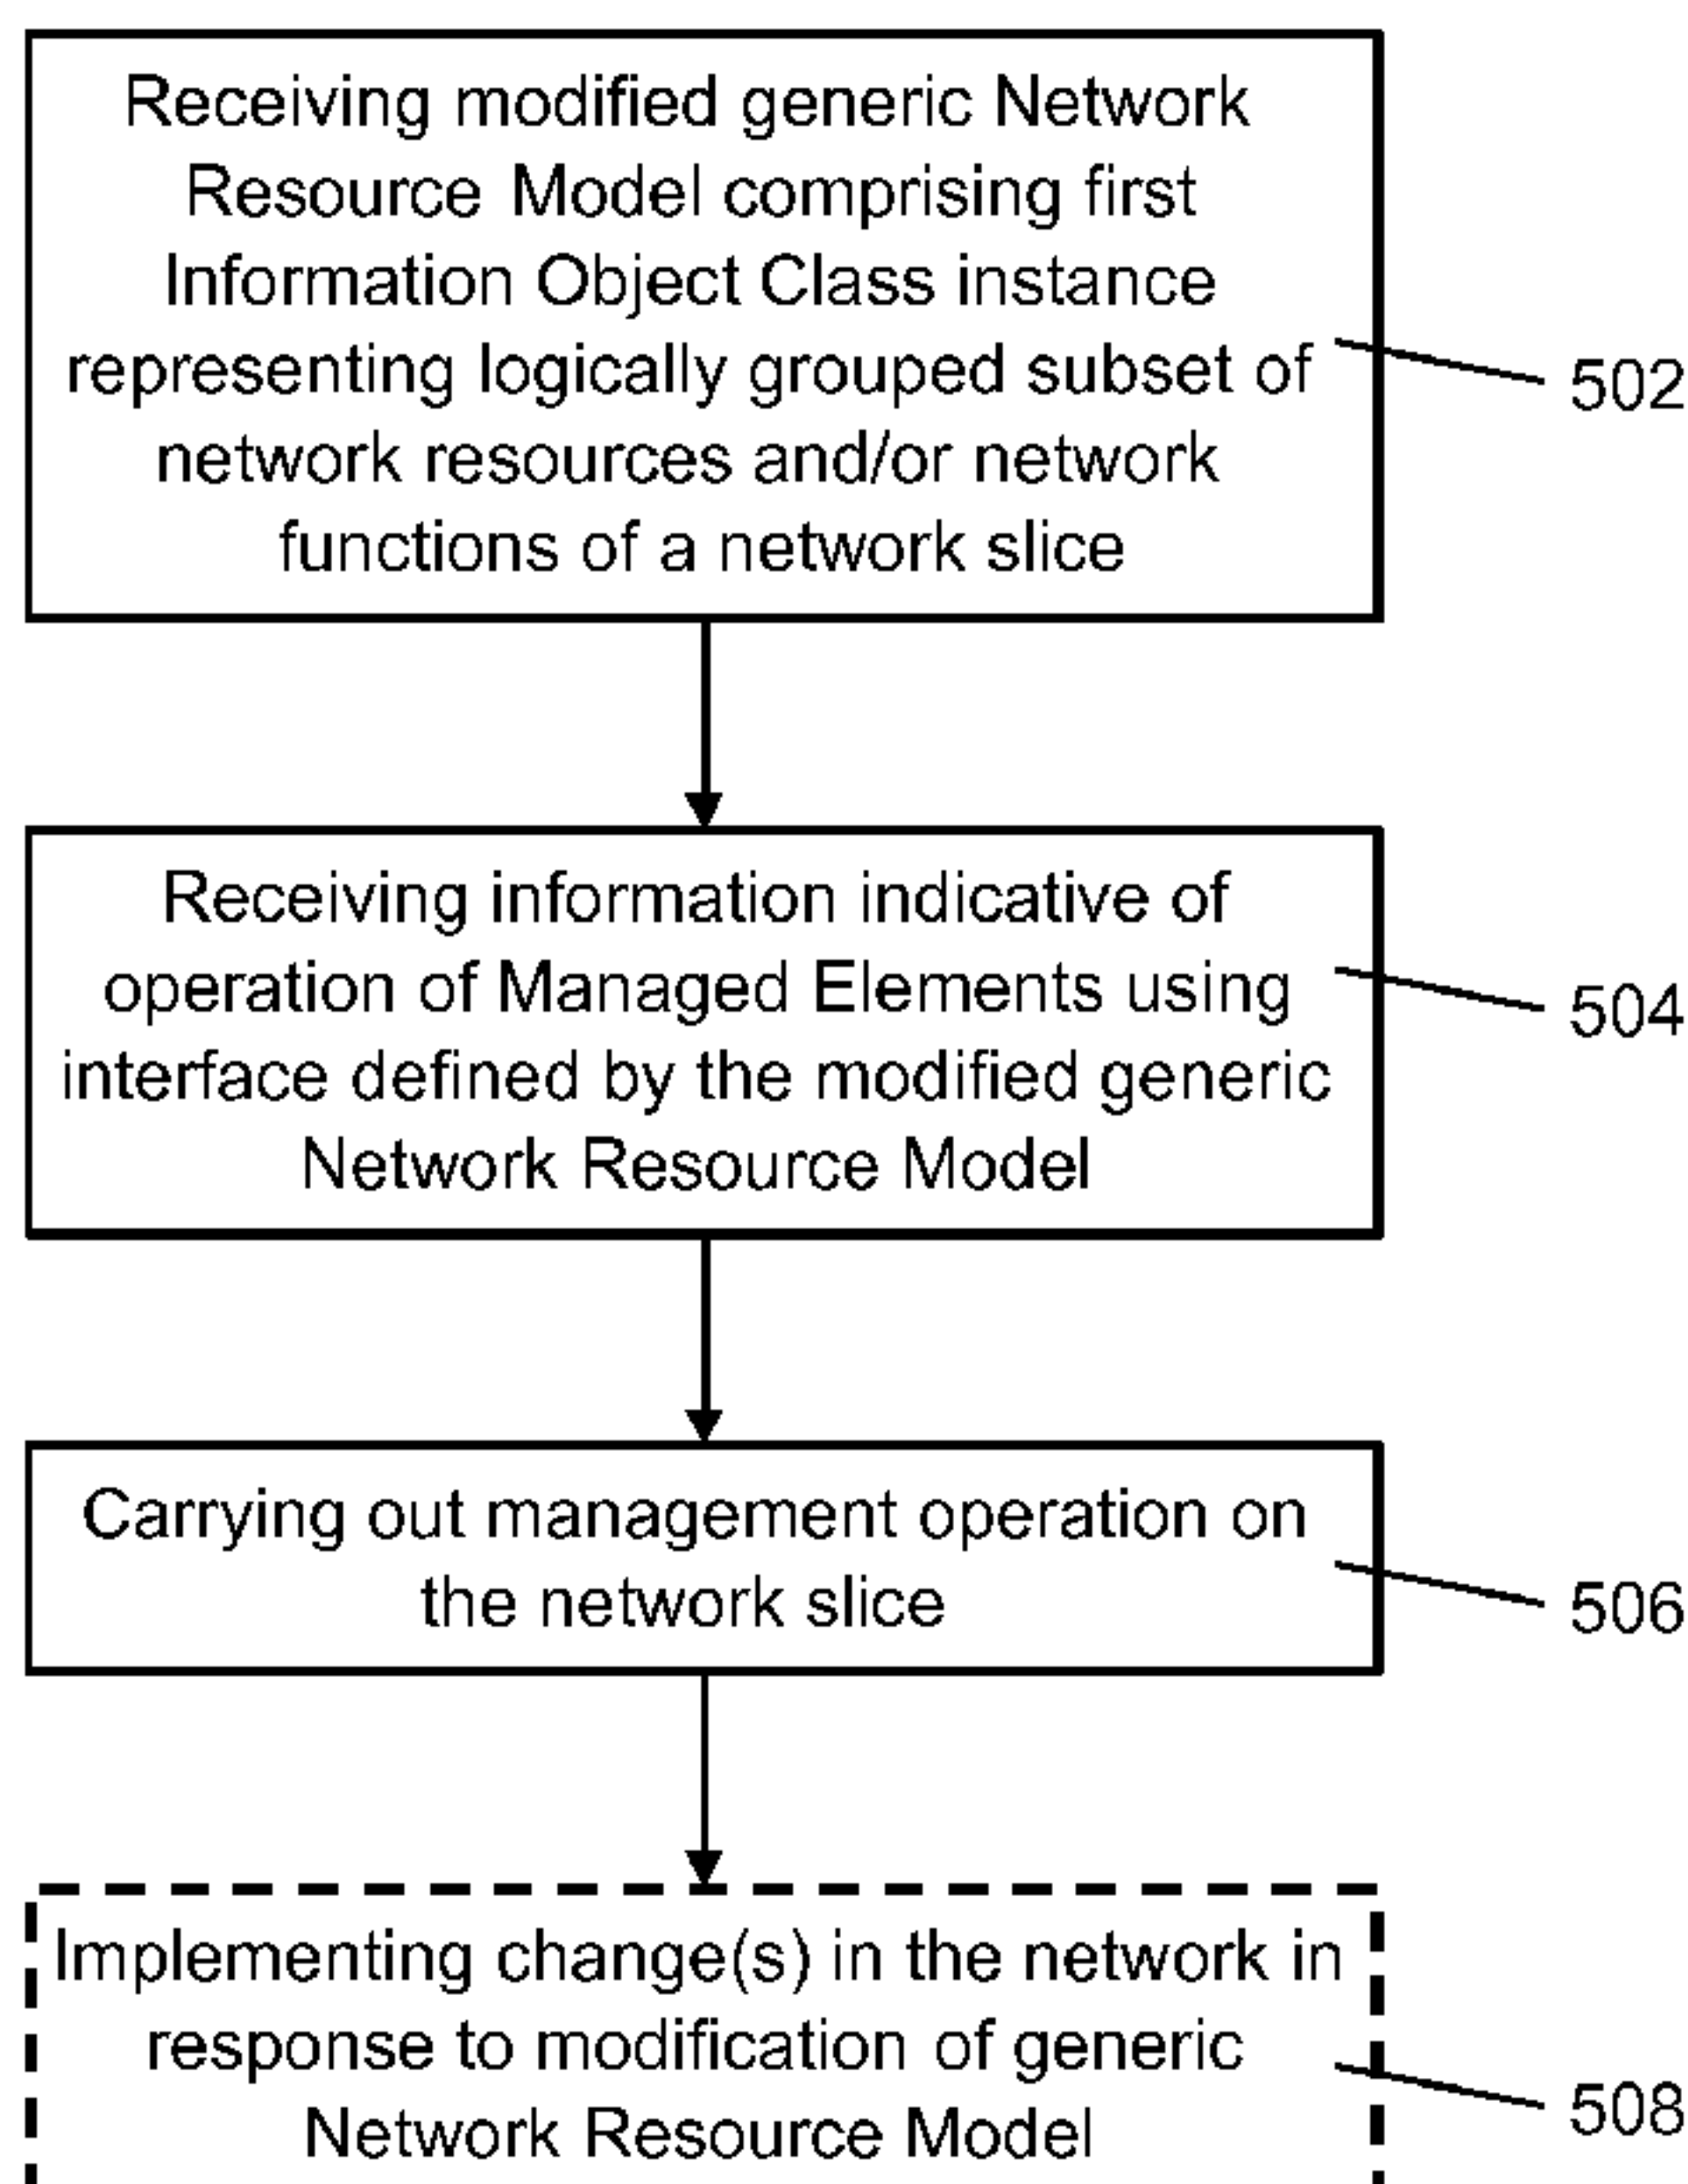 Receiving modified generic Network
Resource Model comprising first
Information Object Class instance
representing logically grouped subset of
network resources and/or network
functions of a network slice
502
Receiving information indicative of
operation of Managed Elements using
interface defined by the modified generic
Network Resource Model
504
Carrying out management operation on
the network slice
506
Implementing change(s) in the network in
response to modification of generic
Network Resource Model
508